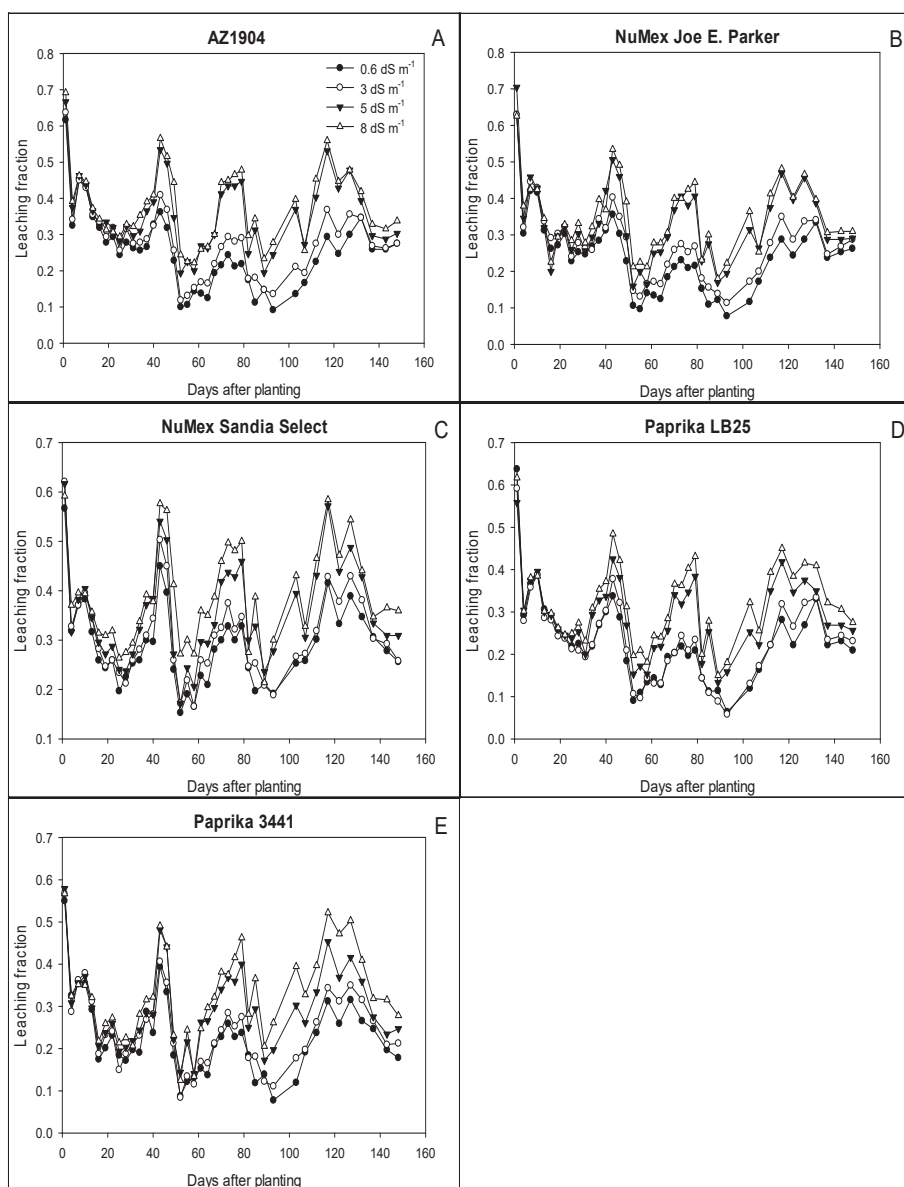 AZ1904
A
0.6 dS m⁻¹
3 dS m⁻¹
5 dS m⁻¹
8 dS m⁻¹
Leaching fraction
0.8
0.7
0.6
0.5
0.4
0.3
0.2
0.1
0.0
0 20 40 60 80 100 120 140 160
Days after planting
NuMex Joe E. Parker
B
Leaching fraction
0.8
0.7
0.6
0.5
0.4
0.3
0.2
0.1
0.0
0 20 40 60 80 100 120 140 160
Days after planting
NuMex Sandia Select
C
Leaching fraction
0.7
0.6
0.5
0.4
0.3
0.2
0.1
0 20 40 60 80 100 120 140 160
Days after planting
Paprika LB25
D
Leaching fraction
0.7
0.6
0.5
0.4
0.3
0.2
0.1
0.0
0 20 40 60 80 100 120 140 160
Days after planting
Paprika 3441
E
Leaching fraction
0.7
0.6
0.5
0.4
0.3
0.2
0.1
0.0
0 20 40 60 80 100 120 140 160
Days after planting